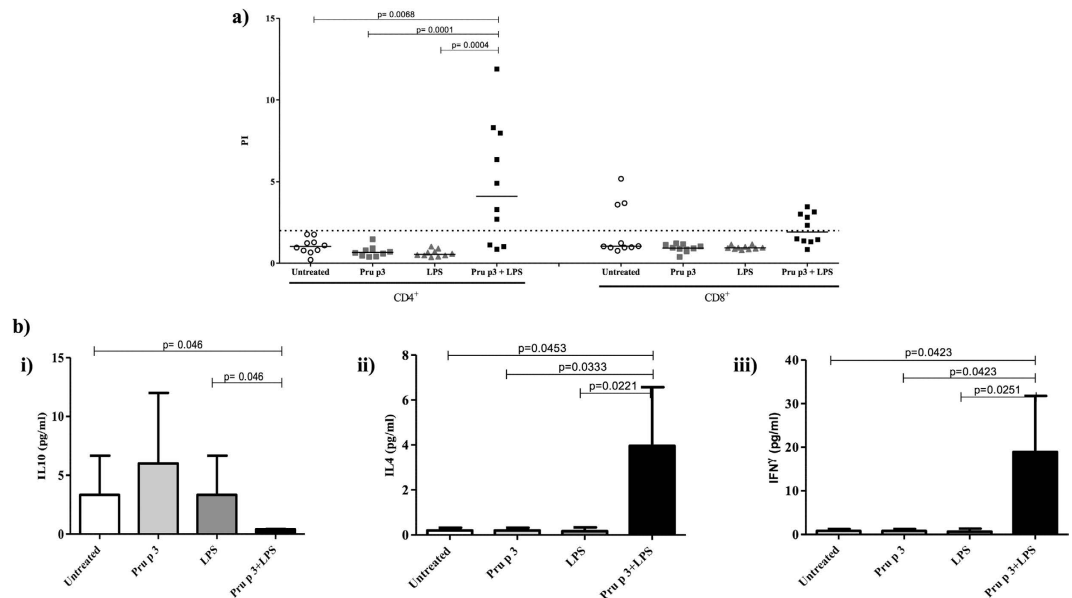 a)
p= 0.0068
p= 0.0001
p= 0.0004
15
10
5
0
PI
Untreated Pru p3 LPS Pru p3 + LPS Untreated Pru p3 LPS Pru p3 + LPS
CD4+ CD8+
b)
i)
p= 0.046
p= 0.046
15
10
5
0
IL10 (pg/ml)
Untreated
Pru p 3
LPS
Pru p 3+LPS
ii)
p=0.0453
p=0.0333
p=0.0221
8
6
4
2
0
IL4 (pg/ml)
Untreated
Pru p 3
LPS
Pru p 3+LPS
iii)
p=0.0423
p=0.0423
p=0.0251
40
30
20
10
0
IFNγ (pg/ml)
Untreated
Pru p 3
LPS
Pru p 3+LPS